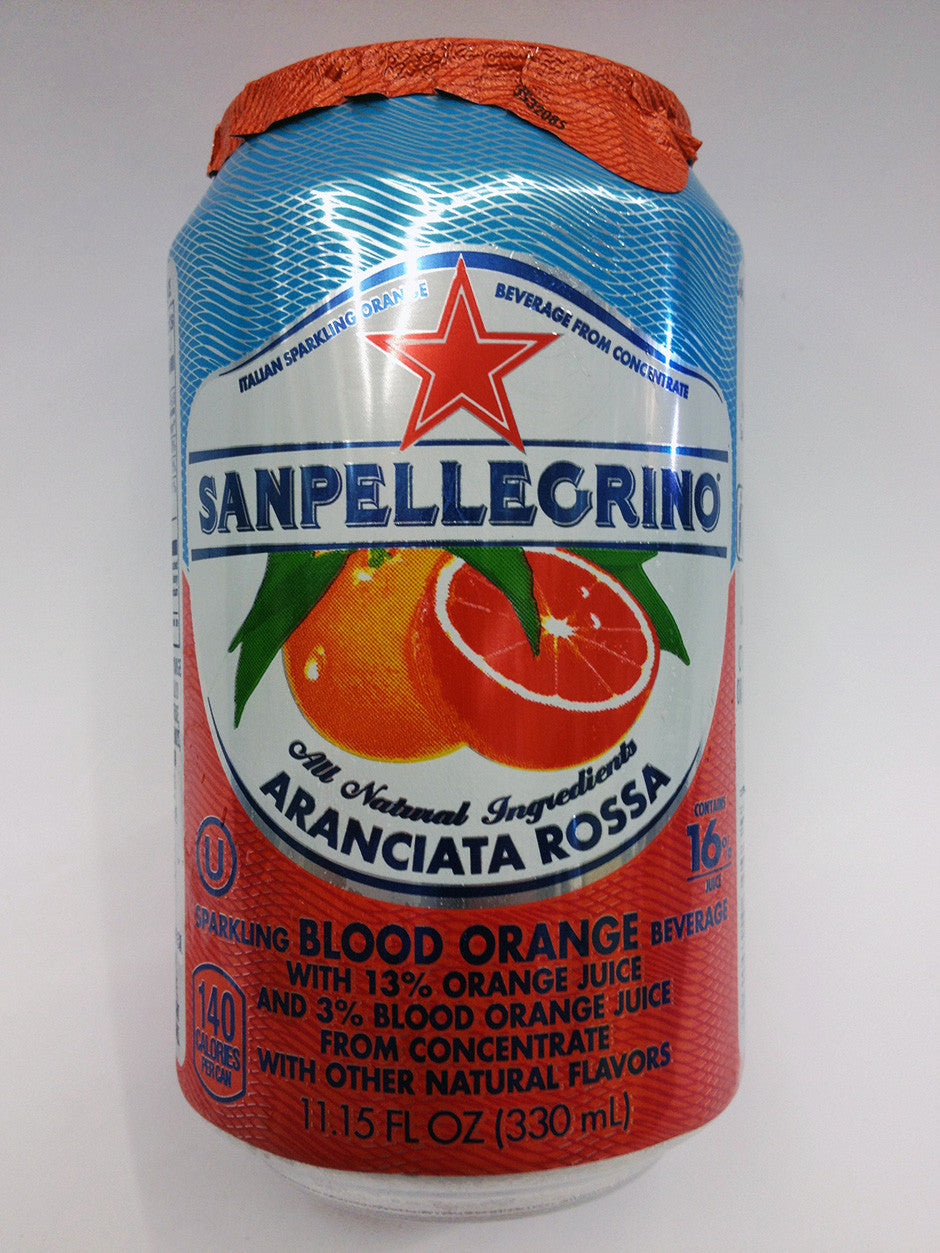 5532085
ITALIAN SPARKLING ORANGE BEVERAGE FROM CONCENTRATE
SANPELLEGRINO
All Natural Ingredients
ARANCIATA ROSSA
CONTAINS
16%
JUICE
U
SPARKLING BLOOD ORANGE BEVERAGE
WITH 13% ORANGE JUICE
AND 3% BLOOD ORANGE JUICE
FROM CONCENTRATE
WITH OTHER NATURAL FLAVORS
140
CALORIES
PER CAN
11.15 FL OZ (330 mL)